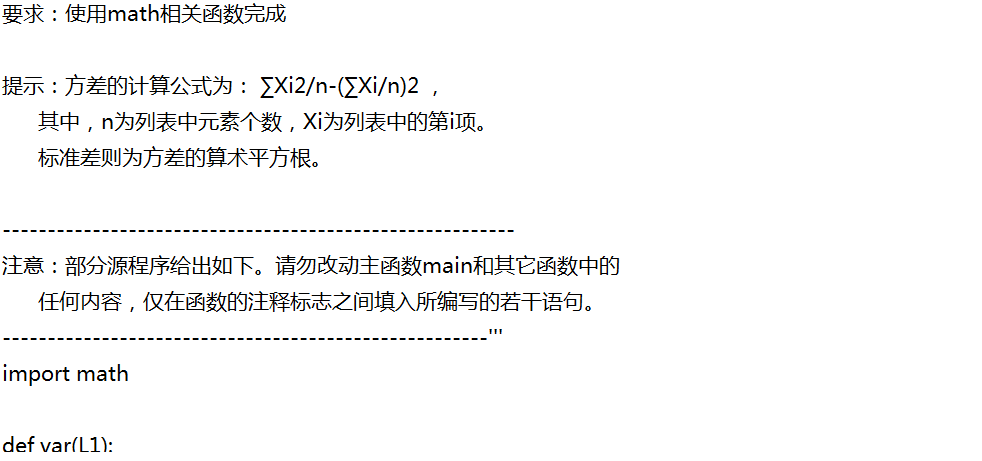 要求：使用math相关函数完成
提示：方差的计算公式为： ∑Xi2/n-(∑Xi/n)2 ，
其中，n为列表中元素个数，Xi为列表中的第i项。
标准差则为方差的算术平方根。
---------------------------------------------------------
注意：部分源程序给出如下。请勿改动主函数main和其它函数中的
任何内容，仅在函数的注释标志之间填入所编写的若干语句。
------------------------------------------------------'''
import math
def var(L1):